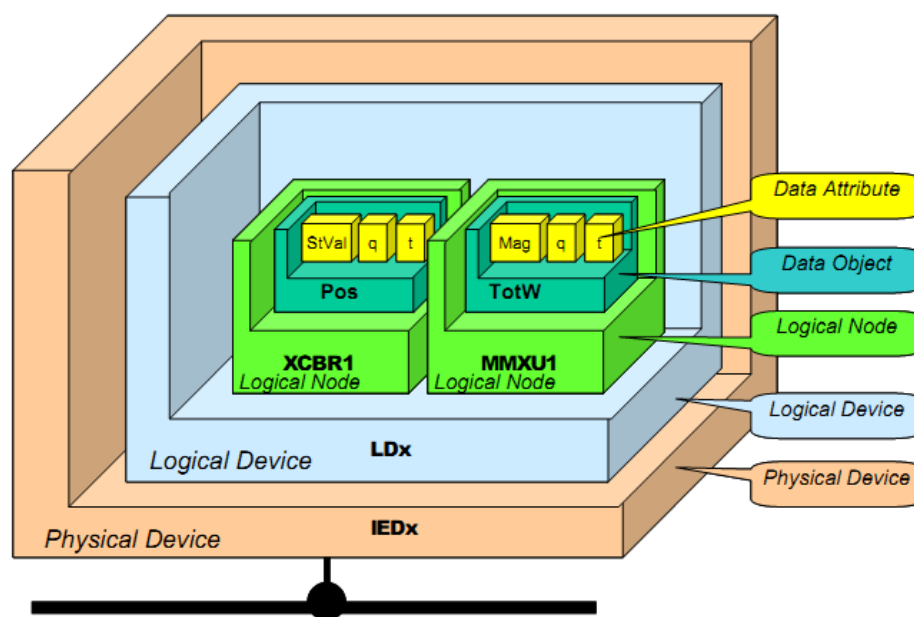 Data Attribute
StVal q t
Mag q t
Data Object
Pos
TotW
Logical Node
XCBR1
Logical Node
MMXU1
Logical Node
Logical Device
LDx
Logical Device
Physical Device
IEDx
Physical Device